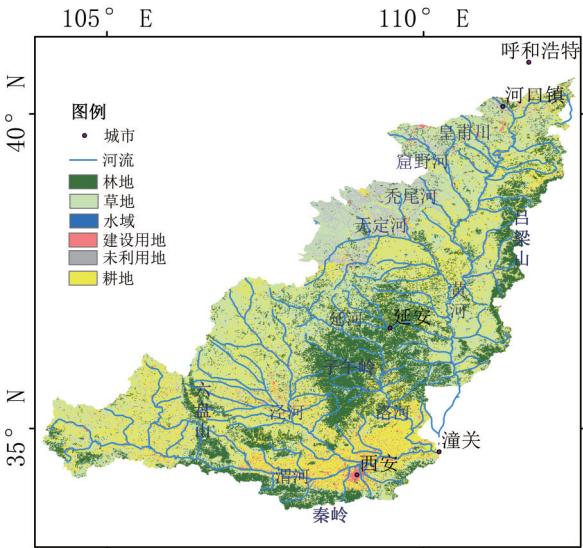 105° E
110° E
呼和浩特
河口镇
40° N
图例
城市
河流
林地
草地
水域
建设用地
未利用地
耕地
皇甫川
窟野河
秃尾河
无定河
吕梁山
黄河
延河
延安
子午岭
六盘山
泾河
洛河
35° N
潼关
西安
渭河
秦岭